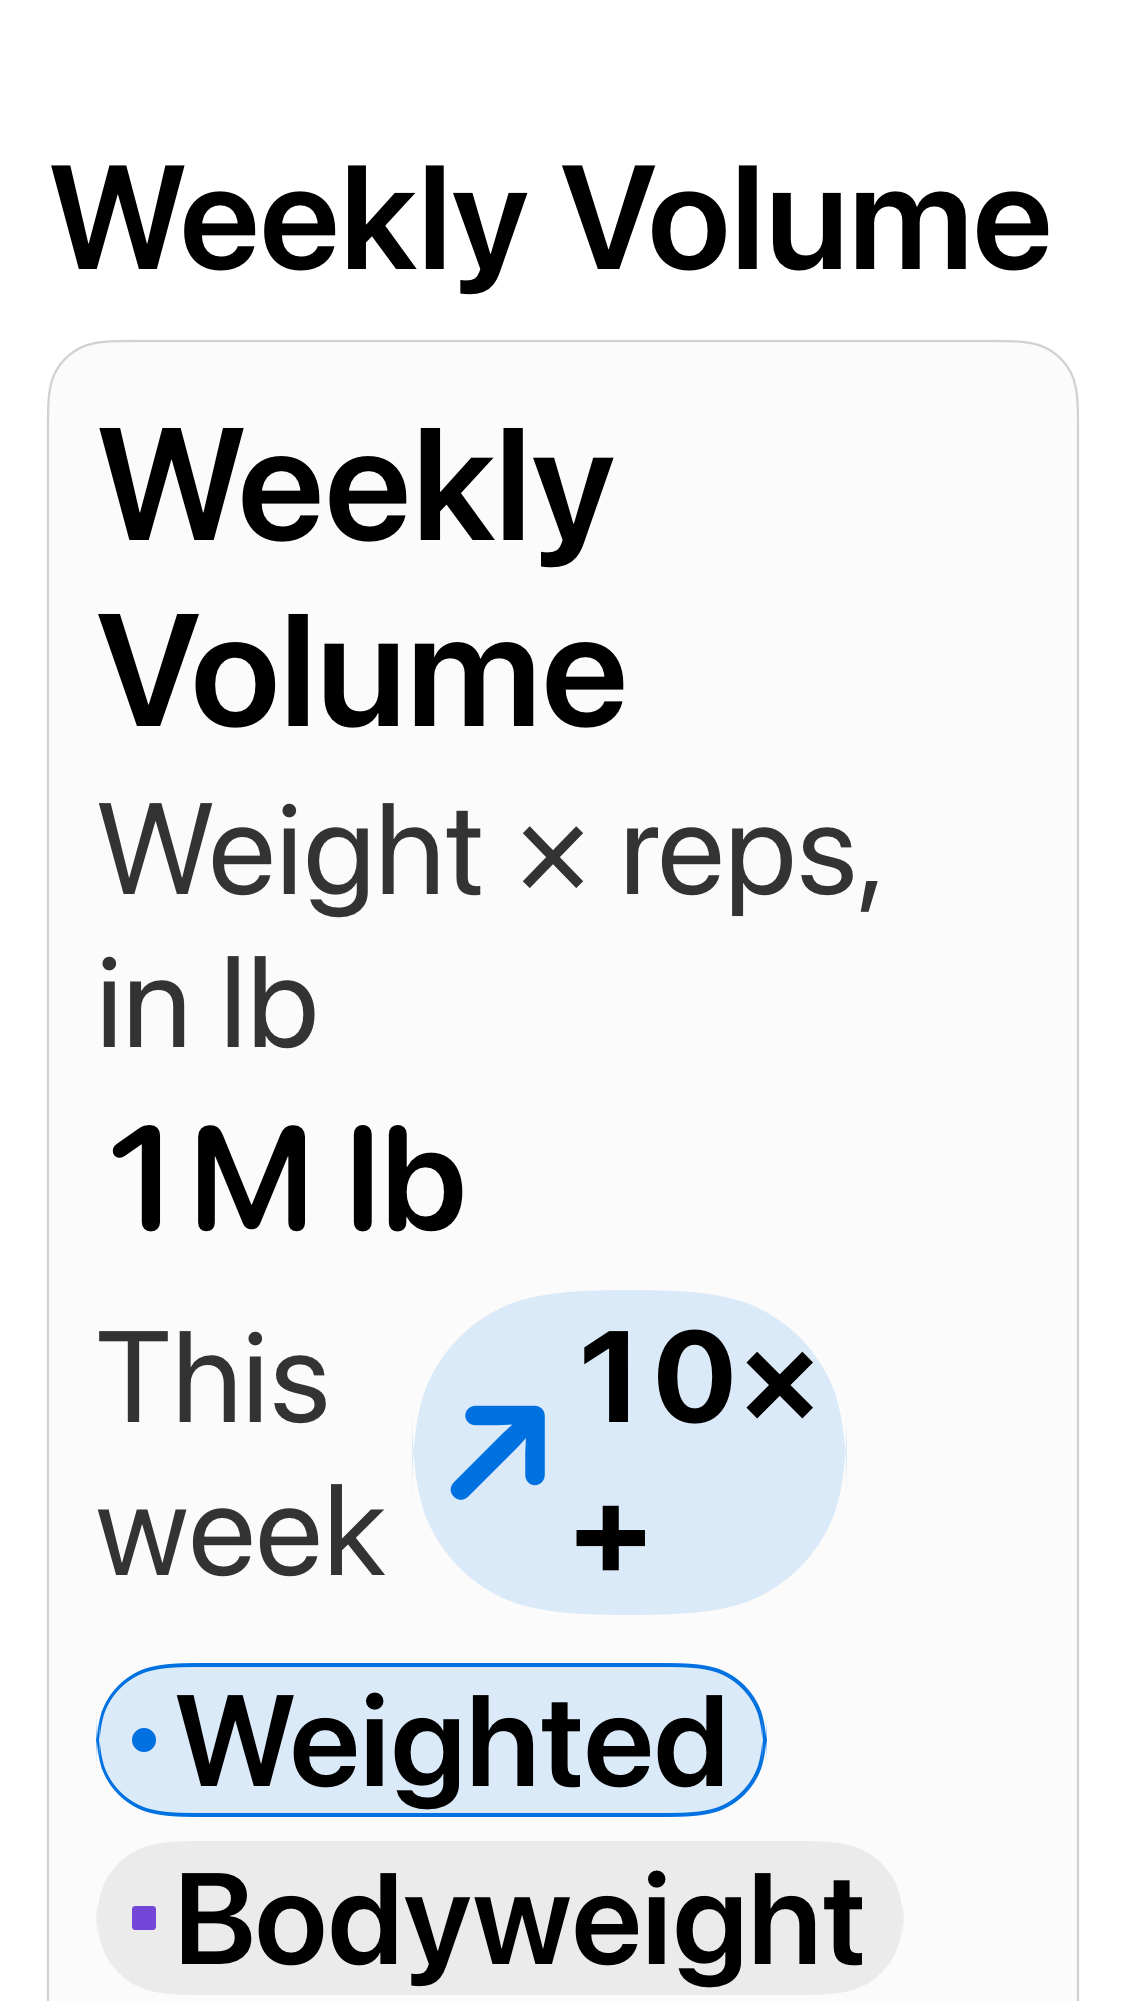 Weekly Volume
Weekly
Volume
Weight × reps,
in lb
1M lb
This
week
10×
+
Weighted
Bodyweight